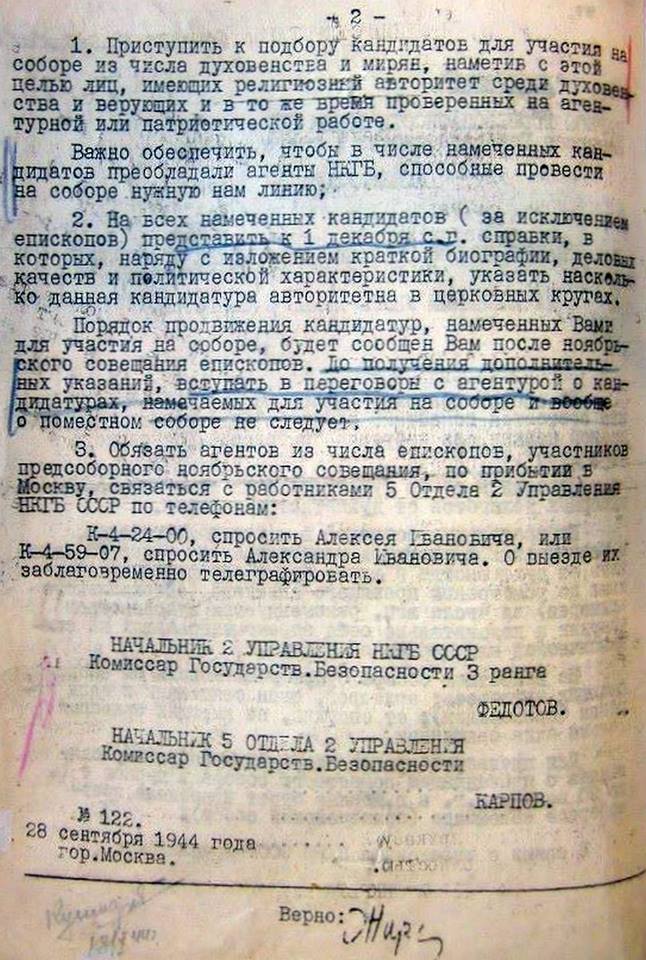 - 2 -
1. Приступить к подбору кандидатов для участия на
соборе из числа духовенства и мирян, наметив с этой
целью лиц, имеющих религиозный авторитет среди духовен-
ства и верующих и в то же время проверенных на аген-
турной или патриотической работе.
Важно обеспечить, чтобы в числе намеченных кан-
дидатов преобладали агенты НКГБ, способные провести
на соборе нужную нам линию;
2. На всех намеченных кандидатов ( за исключением
епископов) представить к 1 декабря с.г. справки, в
которых, наряду с изложением краткой биографии, деловых
качеств и политической характеристики, указать насколь-
ко данная кандидатура авторитетна в церковных кругах.
Порядок продвижения кандидатур, намеченных Вами
для участия на соборе, будет сообщен Вам после ноябрь-
ского совещания епископов. До получения дополнитель-
ных указаний, вступать в переговоры с агентурой о кан-
дидатурах, намечаемых для участия на соборе и вообще
о поместном соборе не следует.
3. Обязать агентов из числа епископов, участников
предсоборного ноябрьского совещания, по прибытии в
Москву, связаться с работниками 5 Отдела 2 Управления
НКГБ СССР по телефонам:
К-4-24-00, спросить Алексея Ивановича, или
К-4-59-07, спросить Александра Ивановича. О выезде их
заблаговременно телеграфировать.
НАЧАЛЬНИК 2 УПРАВЛЕНИЯ НКГБ СССР
Комиссар Государств.Безопасности 3 ранга
ФЕДОТОВ.
НАЧАЛЬНИК 5 ОТДЕЛА 2 УПРАВЛЕНИЯ
Комиссар Государств.Безопасности
КАРПОВ.
№ 122.
28 сентября 1944 года
гор.Москва.
Верно: